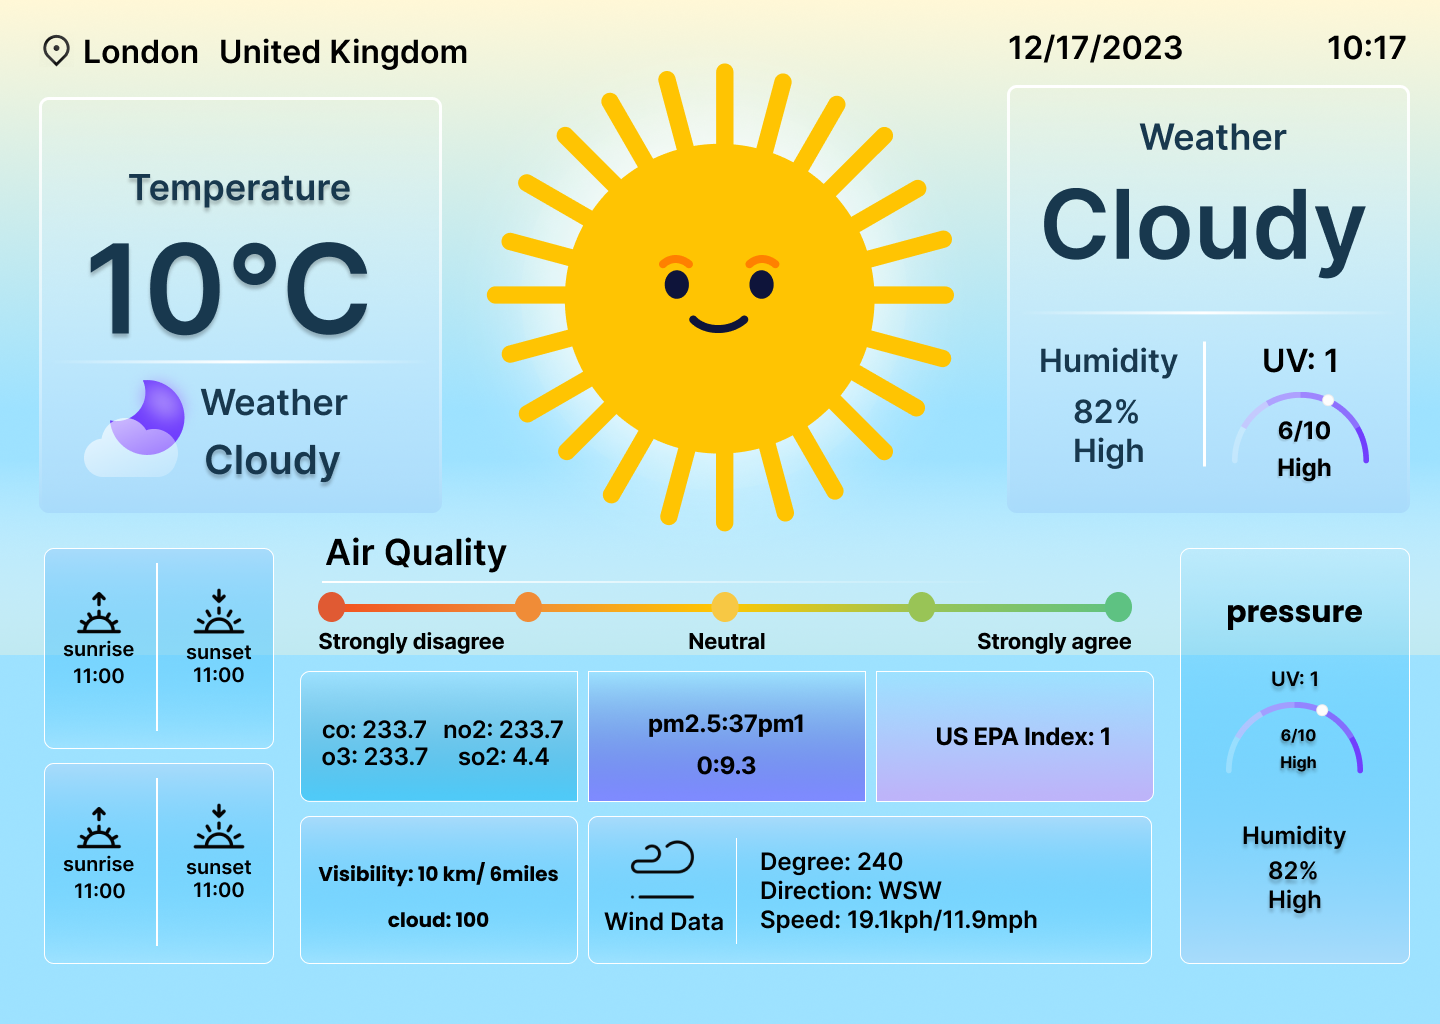 London United Kingdom
12/17/2023 10:17
Temperature
10°C
Weather
Cloudy
Weather
Cloudy
Humidity
82%
High
UV: 1
6/10
High
Air Quality
Strongly disagree Neutral Strongly agree
sunrise
11:00
sunset
11:00
sunrise
11:00
sunset
11:00
co: 233.7 no2: 233.7
o3: 233.7 so2: 4.4
pm2.5:37pm1
0:9.3
US EPA Index: 1
Visibility: 10 km/ 6miles
cloud: 100
Wind Data
Degree: 240
Direction: WSW
Speed: 19.1kph/11.9mph
pressure
UV: 1
6/10
High
Humidity
82%
High